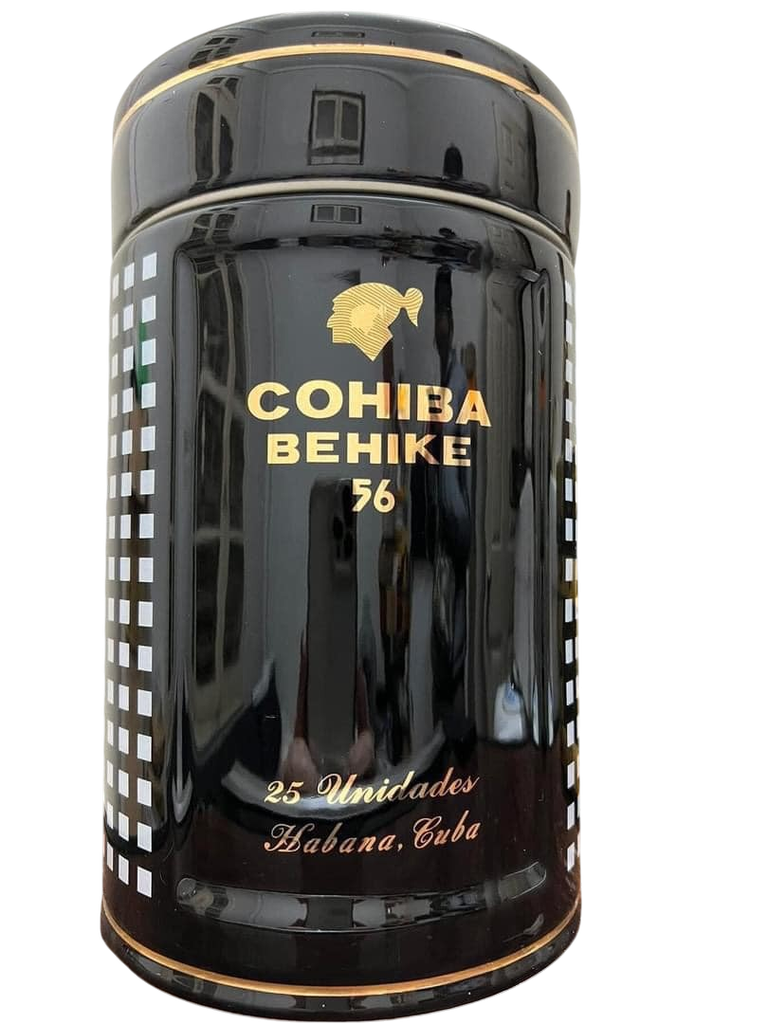 COHIBA
BEHIKE
56
25 Unidades
Habana, Cuba